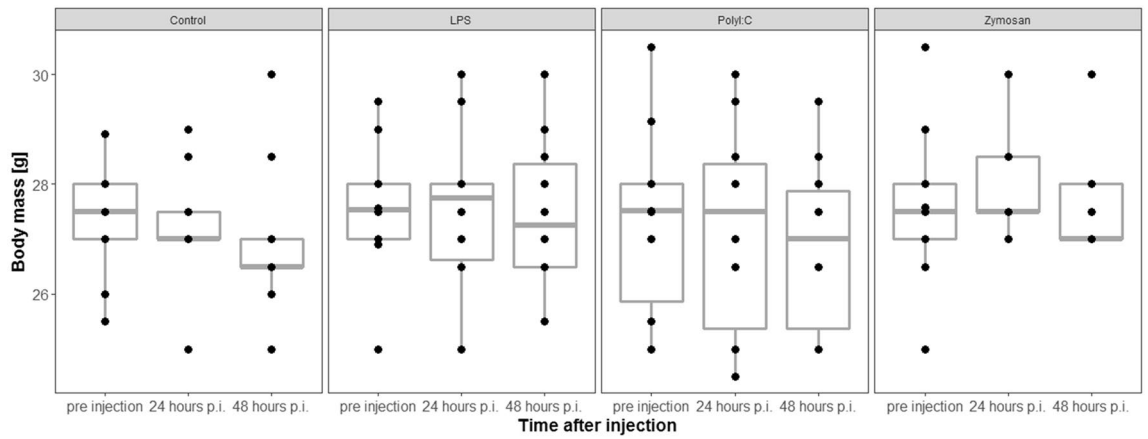 Control LPS PolyI:C Zymosan
30
28
26
Body mass [g]
pre injection 24 hours p.i. 48 hours p.i. pre injection 24 hours p.i. 48 hours p.i. pre injection 24 hours p.i. 48 hours p.i. pre injection 24 hours p.i. 48 hours p.i.
Time after injection